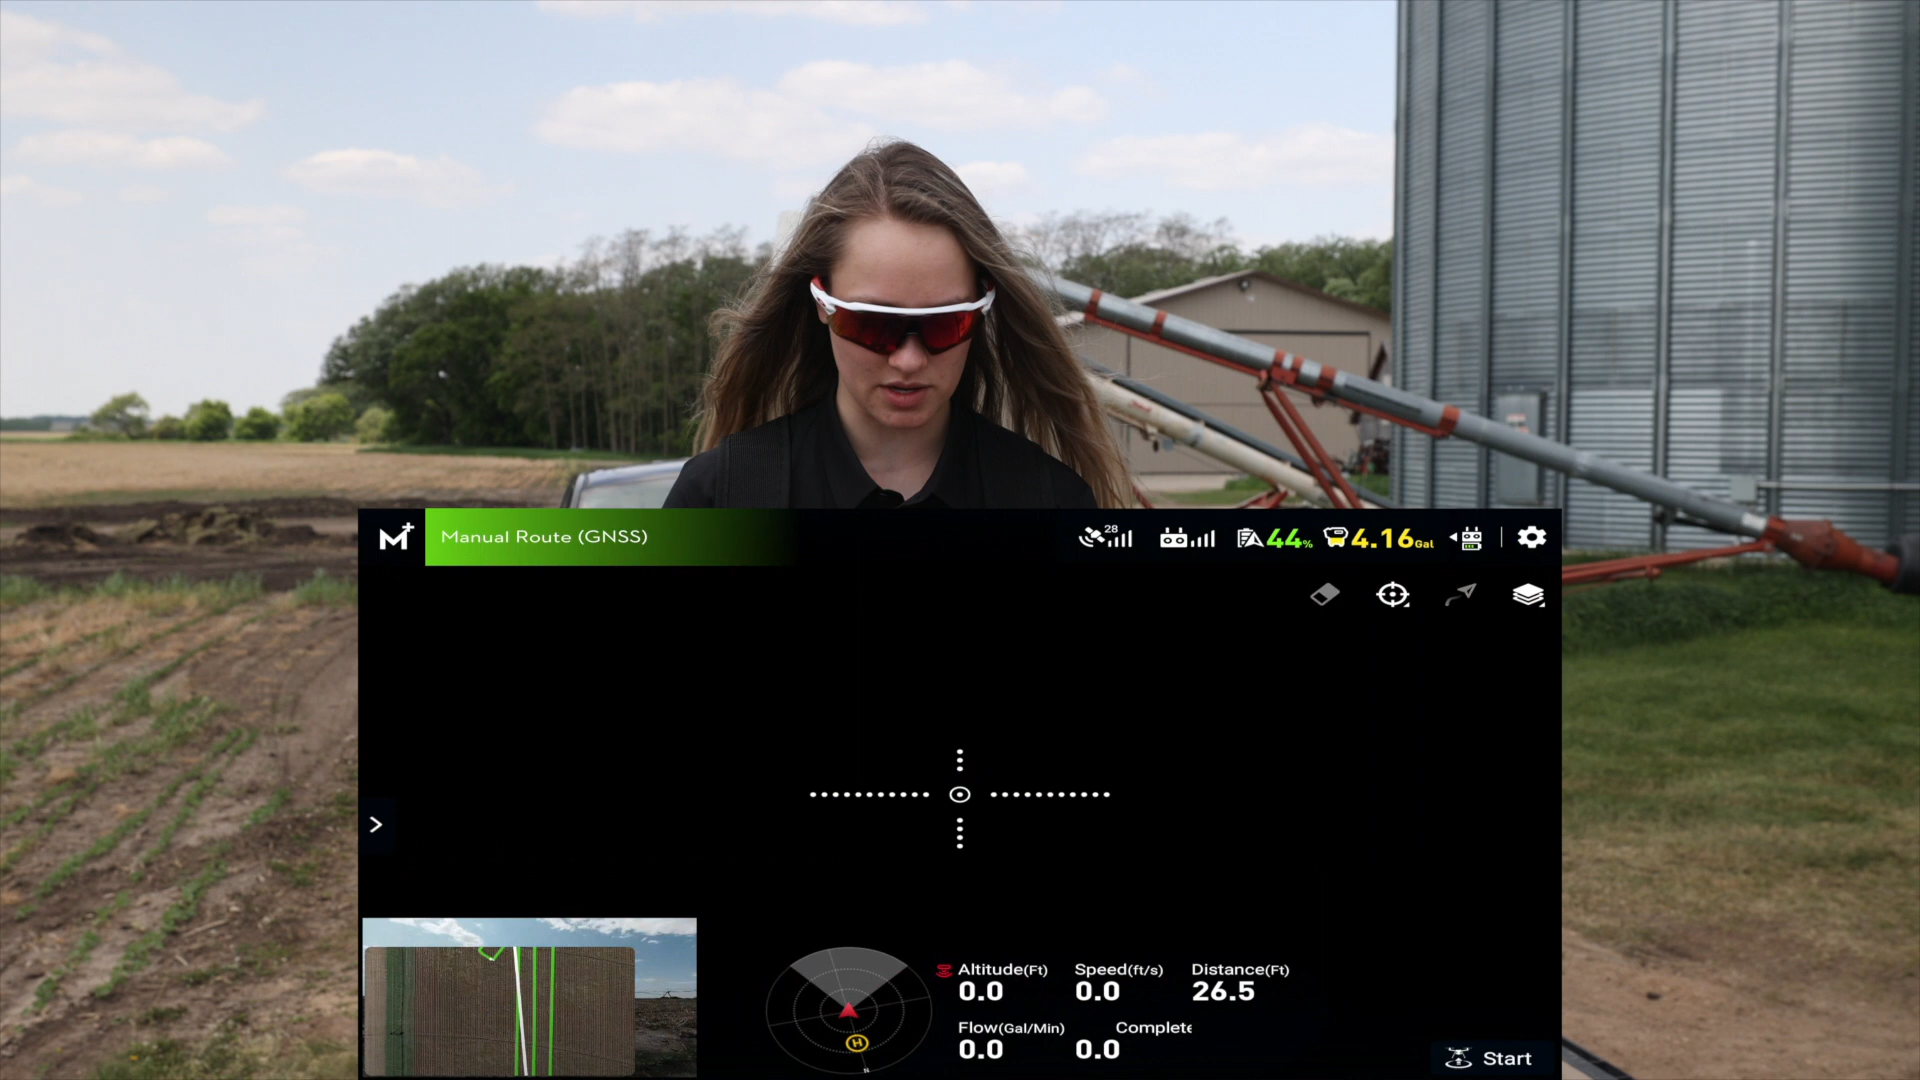 M+
Manual Route (GNSS)
28
44%
4.16Gal
Altitude(Ft)
Speed(ft/s)
Distance(Ft)
0.0
0.0
26.5
Flow(Gal/Min)
Complete
0.0
0.0
H
N
Start